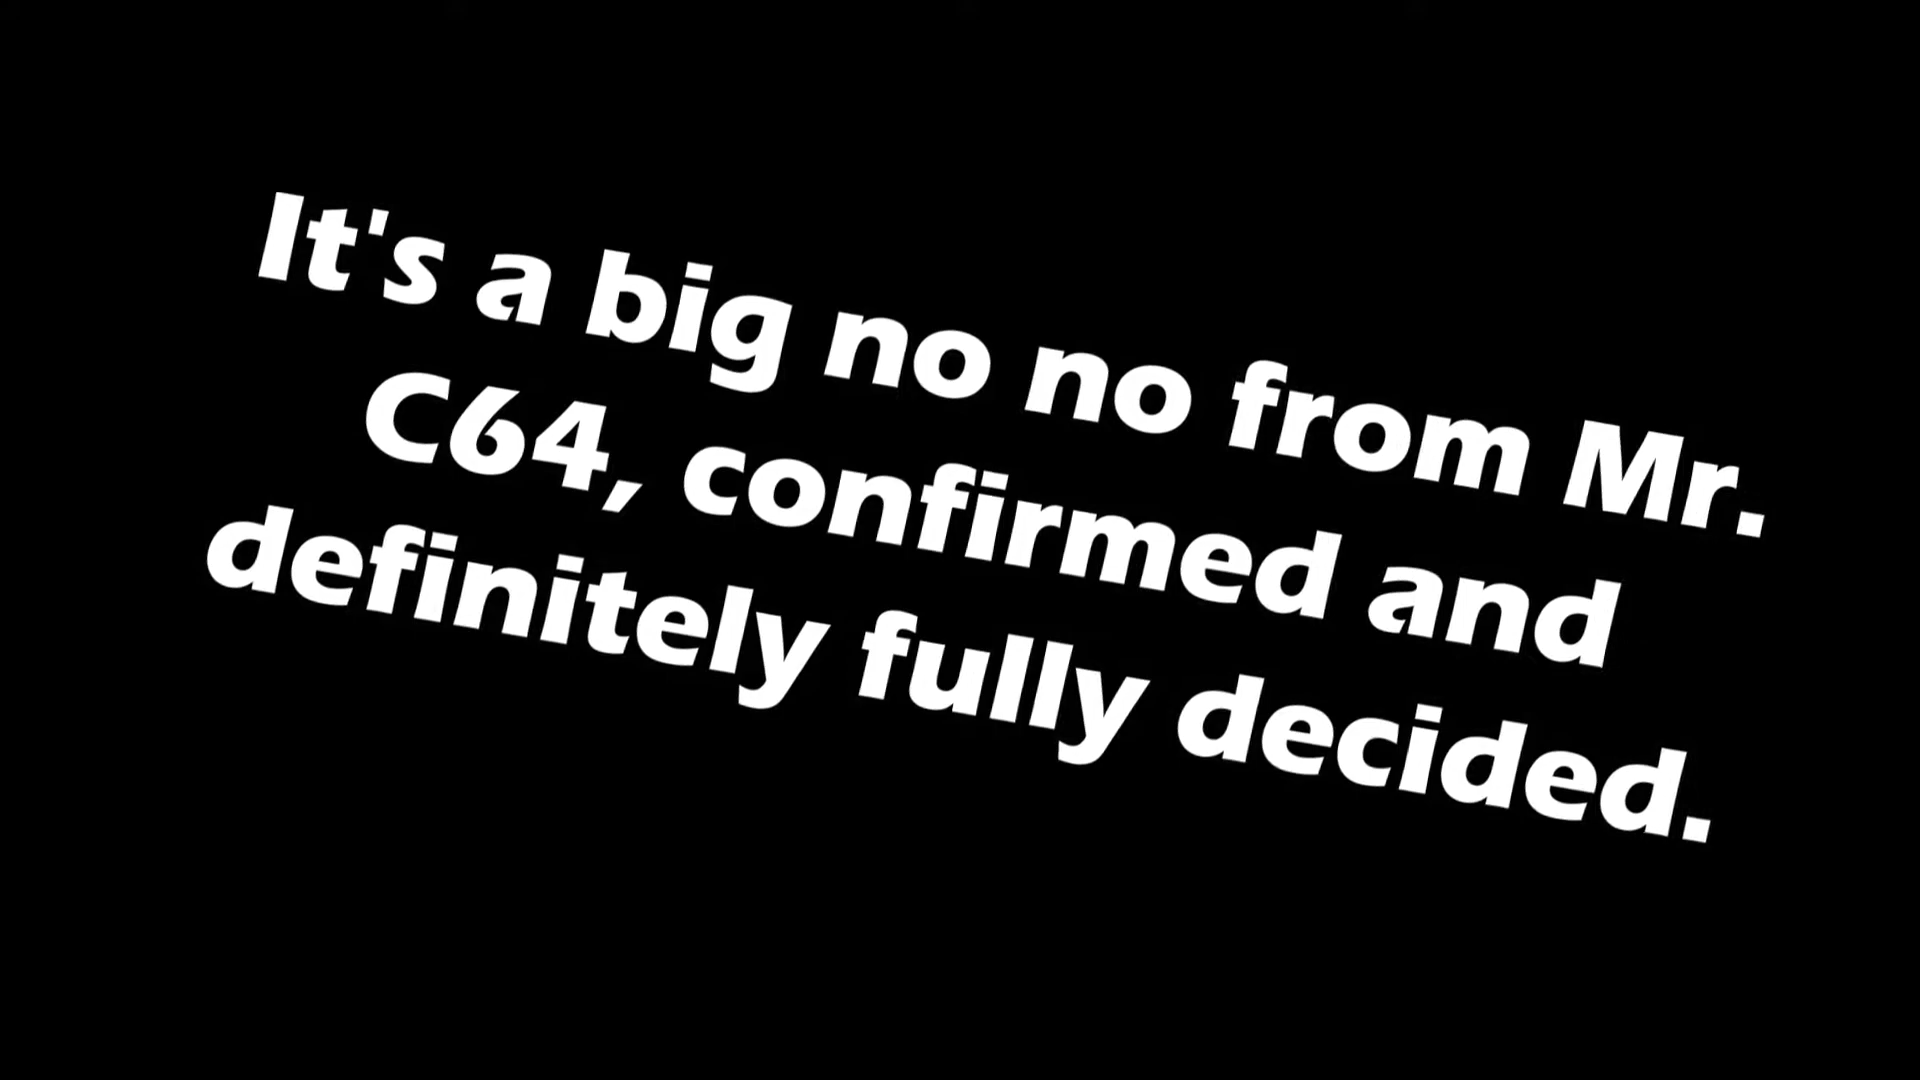 It's a big no no from Mr.
C64, confirmed and
definitely fully decided.